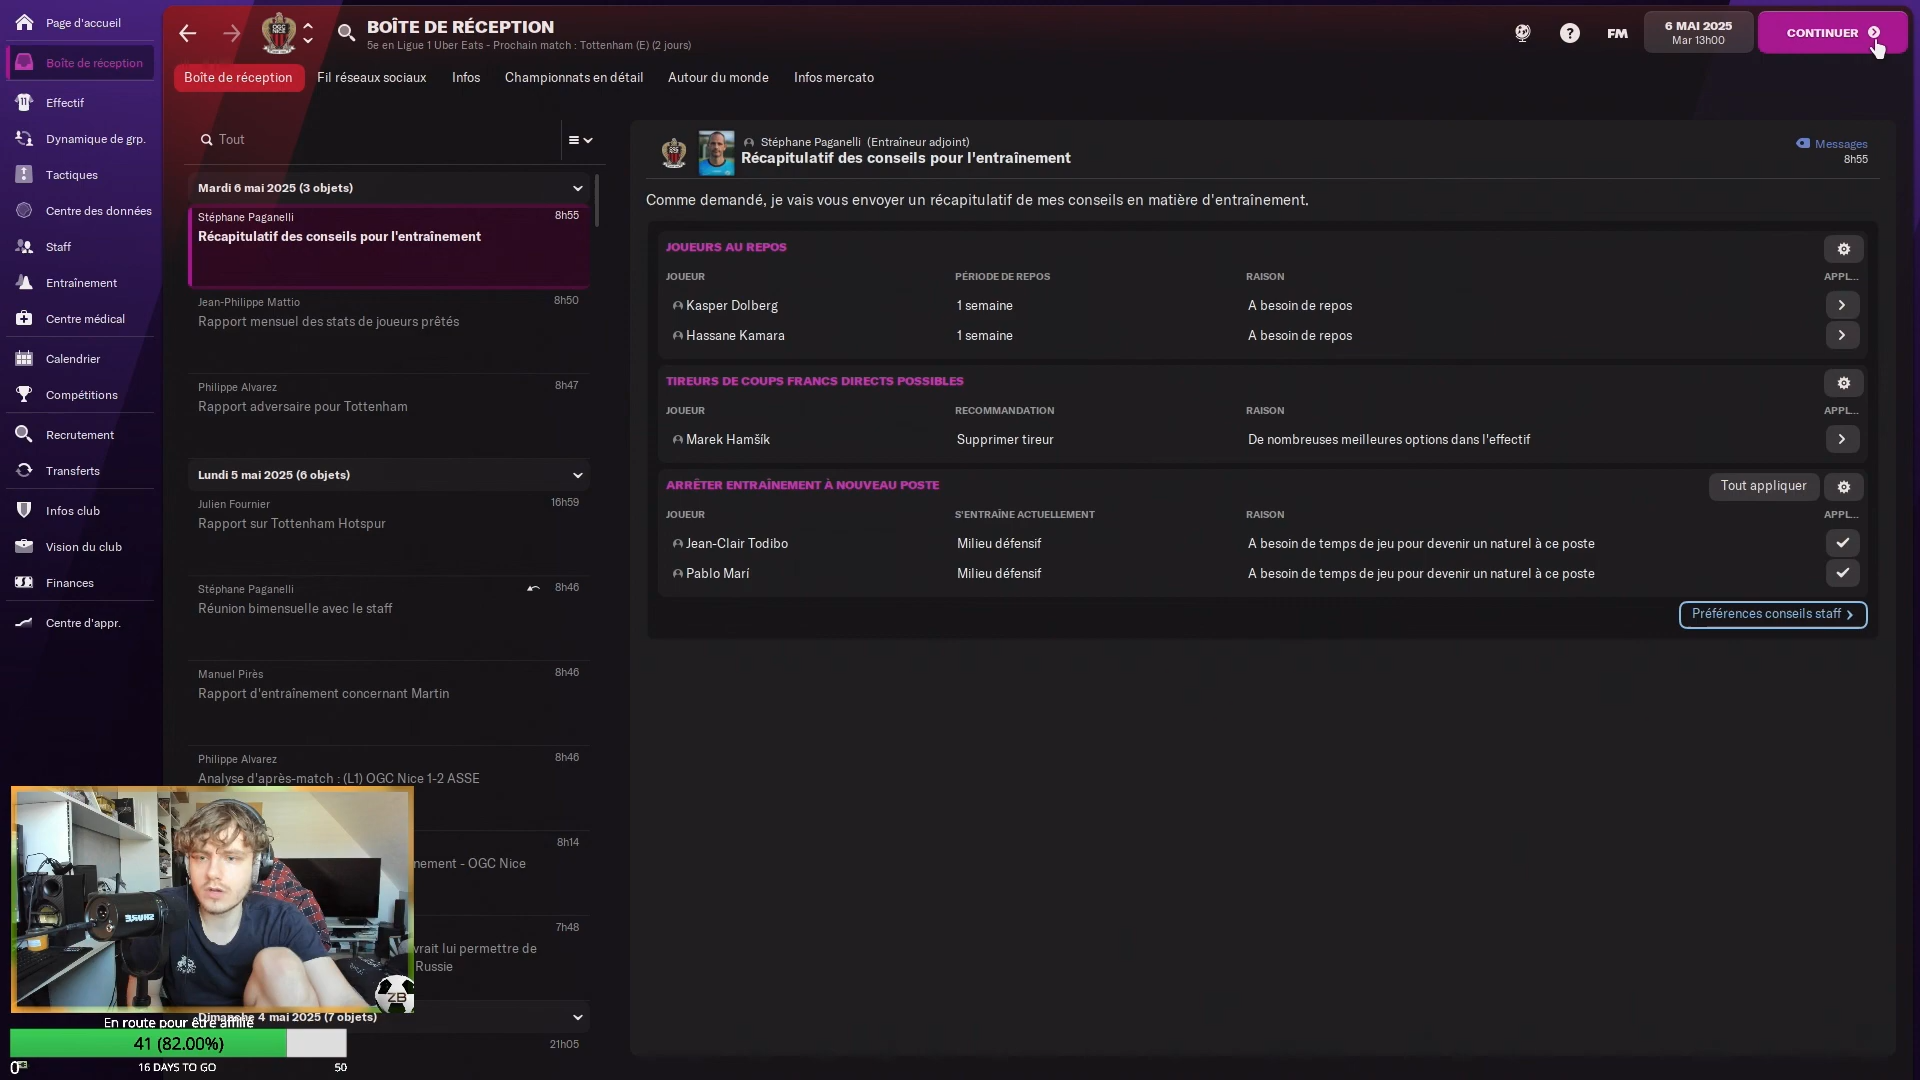 Page d'accueil
Boîte de réception
Effectif
Dynamique de grp.
Tactiques
Centre des données
Staff
Entraînement
Centre médical
Calendrier
Compétitions
Recrutement
Transferts
Infos club
Vision du club
Finances
Centre d'appr.
OGC NICE
BOÎTE DE RÉCEPTION
5e en Ligue 1 Uber Eats - Prochain match : Tottenham (E) (2 jours)
?
FM
6 MAI 2025
Mar 13h00
CONTINUER
Boîte de réception
Fil réseaux sociaux
Infos
Championnats en détail
Autour du monde
Infos mercato
Tout
Mardi 6 mai 2025 (3 objets)
Stéphane Paganelli 8h55
Récapitulatif des conseils pour l'entraînement
Jean-Philippe Mattio 8h50
Rapport mensuel des stats de joueurs prêtés
Philippe Alvarez 8h47
Rapport adversaire pour Tottenham
Lundi 5 mai 2025 (6 objets)
Julien Fournier 16h59
Rapport sur Tottenham Hotspur
Stéphane Paganelli 8h46
Réunion bimensuelle avec le staff
Manuel Pirès 8h46
Rapport d'entraînement concernant Martin
Philippe Alvarez 8h46
Analyse d'après-match : (L1) OGC Nice 1-2 ASSE
8h14
nement - OGC Nice
7h48
vrait lui permettre de
Russie
Dimanche 4 mai 2025 (7 objets)
21h05
Stéphane Paganelli (Entraîneur adjoint)
Récapitulatif des conseils pour l'entraînement
Messages
8h55
Comme demandé, je vais vous envoyer un récapitulatif de mes conseils en matière d'entraînement.
JOUEURS AU REPOS
JOUEUR PÉRIODE DE REPOS RAISON APPL...
Kasper Dolberg 1 semaine A besoin de repos
Hassane Kamara 1 semaine A besoin de repos
TIREURS DE COUPS FRANCS DIRECTS POSSIBLES
JOUEUR RECOMMANDATION RAISON APPL...
Marek Hamšík Supprimer tireur De nombreuses meilleures options dans l'effectif
ARRÊTER ENTRAÎNEMENT À NOUVEAU POSTE Tout appliquer
JOUEUR S'ENTRAÎNE ACTUELLEMENT RAISON APPL...
Jean-Clair Todibo Milieu défensif A besoin de temps de jeu pour devenir un naturel à ce poste
Pablo Marí Milieu défensif A besoin de temps de jeu pour devenir un naturel à ce poste
Préférences conseils staff
SHURE
ZB
En route pour être affilié
41 (82.00%)
0
16 DAYS TO GO
50